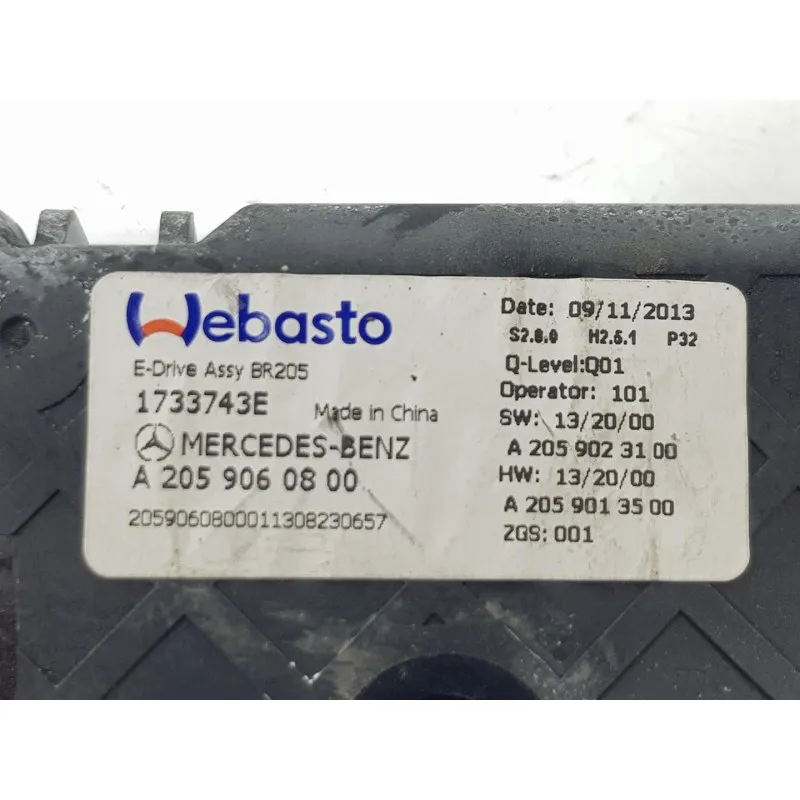 Webasto
E-Drive Assy BR205
1733743E Made in China
MERCEDES-BENZ
A 205 906 08 00
2059060800011308230657
Date: 09/11/2013
S2.8.0 H2.6.1 P32
Q-Level:Q01
Operator: 101
SW: 13/20/00
A 205 902 31 00
HW: 13/20/00
A 205 901 35 00
ZGS: 001